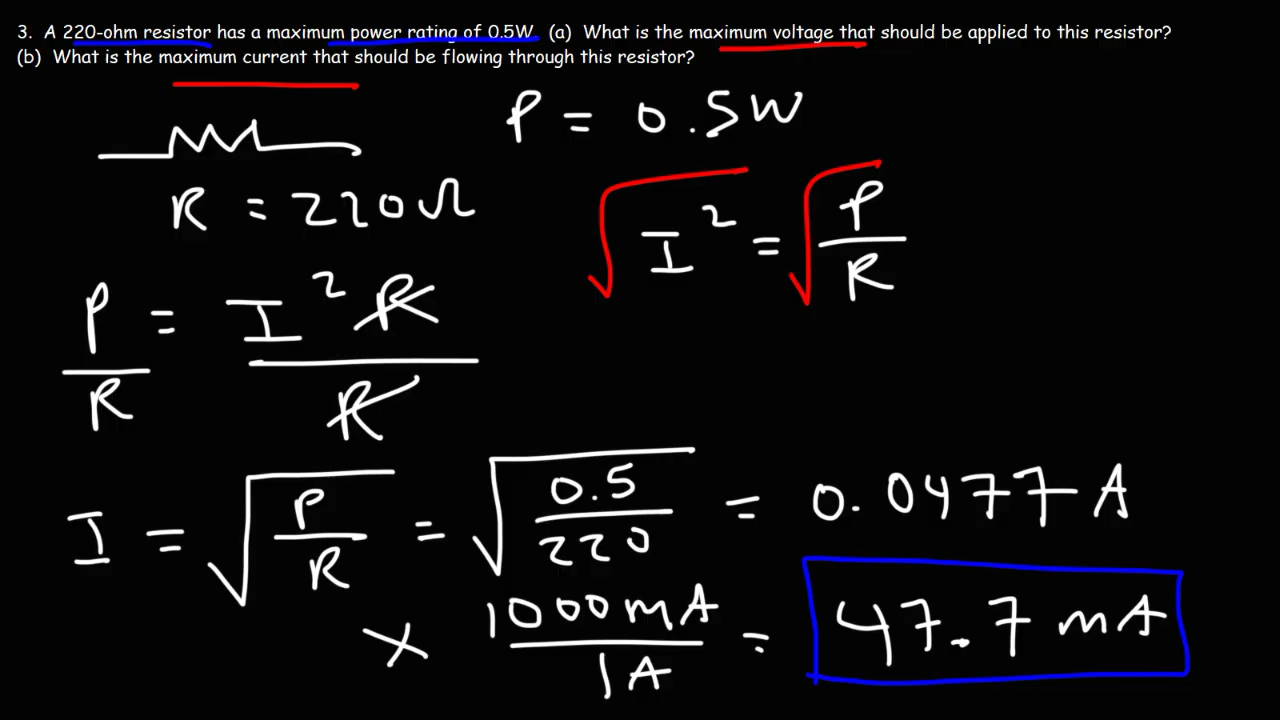 3. A 220-ohm resistor has a maximum power rating of 0.5W. (a) What is the maximum voltage that should be applied to this resistor?
(b) What is the maximum current that should be flowing through this resistor?
P = 0.5W
R = 220Ω
√I² = √P/R
P/R = I²R/R
I = √P/R = √0.5/220 = 0.0477 A
× 1000mA/1A = 47.7 mA